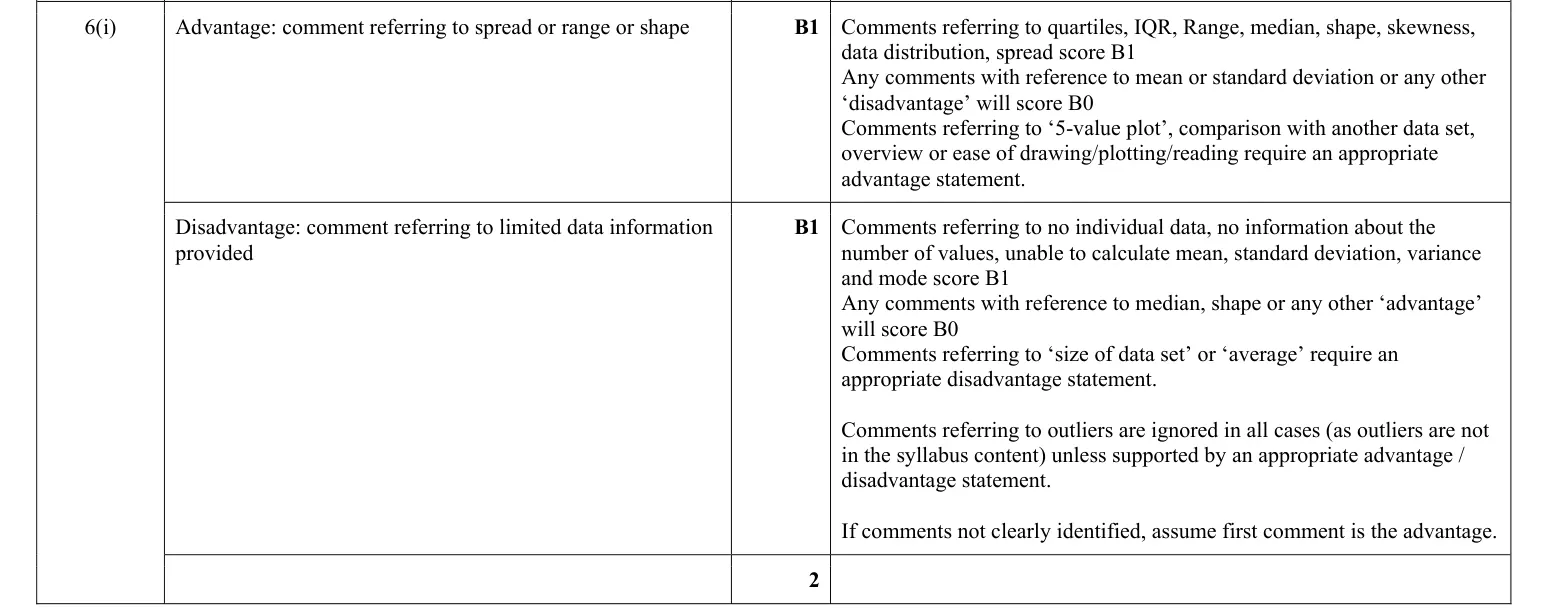 6(i)
Advantage: comment referring to spread or range or shape
B1
Comments referring to quartiles, IQR, Range, median, shape, skewness,
data distribution, spread score B1
Any comments with reference to mean or standard deviation or any other
‘disadvantage’ will score B0
Comments referring to ‘5-value plot’, comparison with another data set,
overview or ease of drawing/plotting/reading require an appropriate
advantage statement.
Disadvantage: comment referring to limited data information
provided
B1
Comments referring to no individual data, no information about the
number of values, unable to calculate mean, standard deviation, variance
and mode score B1
Any comments with reference to median, shape or any other ‘advantage’
will score B0
Comments referring to ‘size of data set’ or ‘average’ require an
appropriate disadvantage statement.
Comments referring to outliers are ignored in all cases (as outliers are not
in the syllabus content) unless supported by an appropriate advantage /
disadvantage statement.
If comments not clearly identified, assume first comment is the advantage.
2